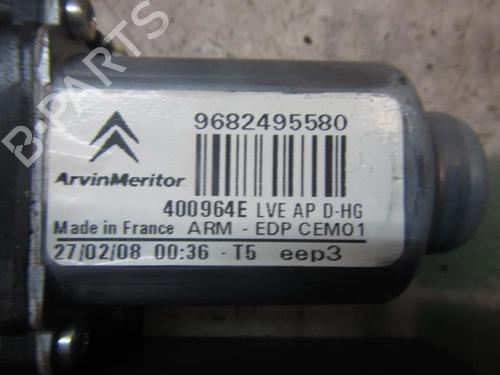 9682495580
ArvinMeritor
400964E LVE AP D-HG
Made in France ARM - EDP CEM01
27/02/08 00:36 - T5 eep3
B-PARTS